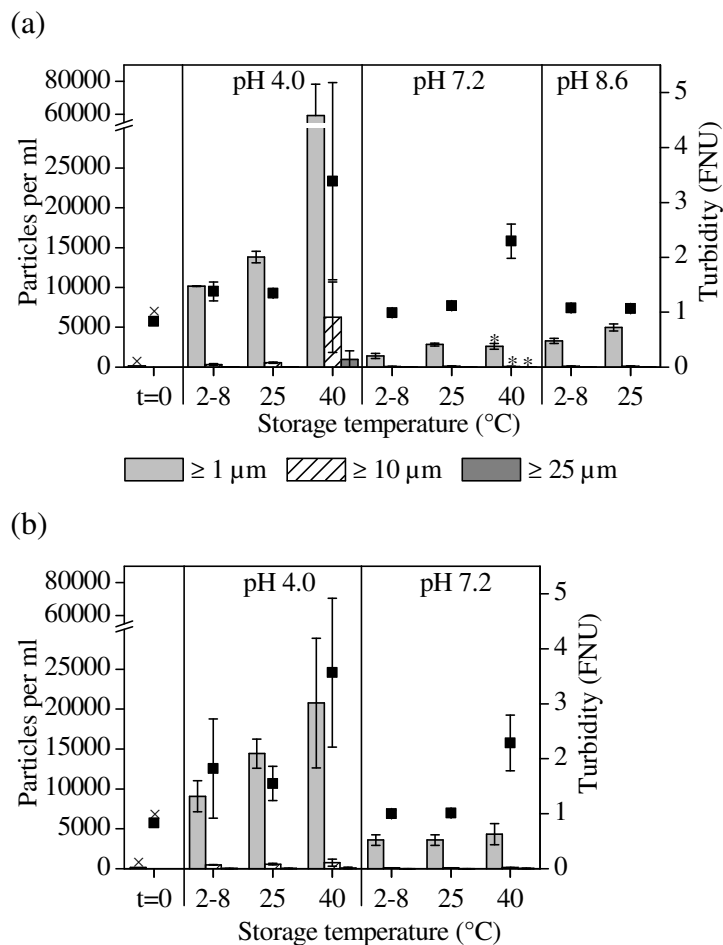 (a)
pH 4.0 pH 7.2 pH 8.6
80000
60000
25000
20000
15000
10000
5000
0
Particles per ml
5
4
3
2
1
0
Turbidity (FNU)
× × * * *
t=0 2-8 25 40 2-8 25 40 2-8 25
Storage temperature (°C)
≥ 1 µm ≥ 10 µm ≥ 25 µm
(b)
pH 4.0 pH 7.2
80000
60000
25000
20000
15000
10000
5000
0
Particles per ml
5
4
3
2
1
0
Turbidity (FNU)
× ×
t=0 2-8 25 40 2-8 25 40
Storage temperature (°C)